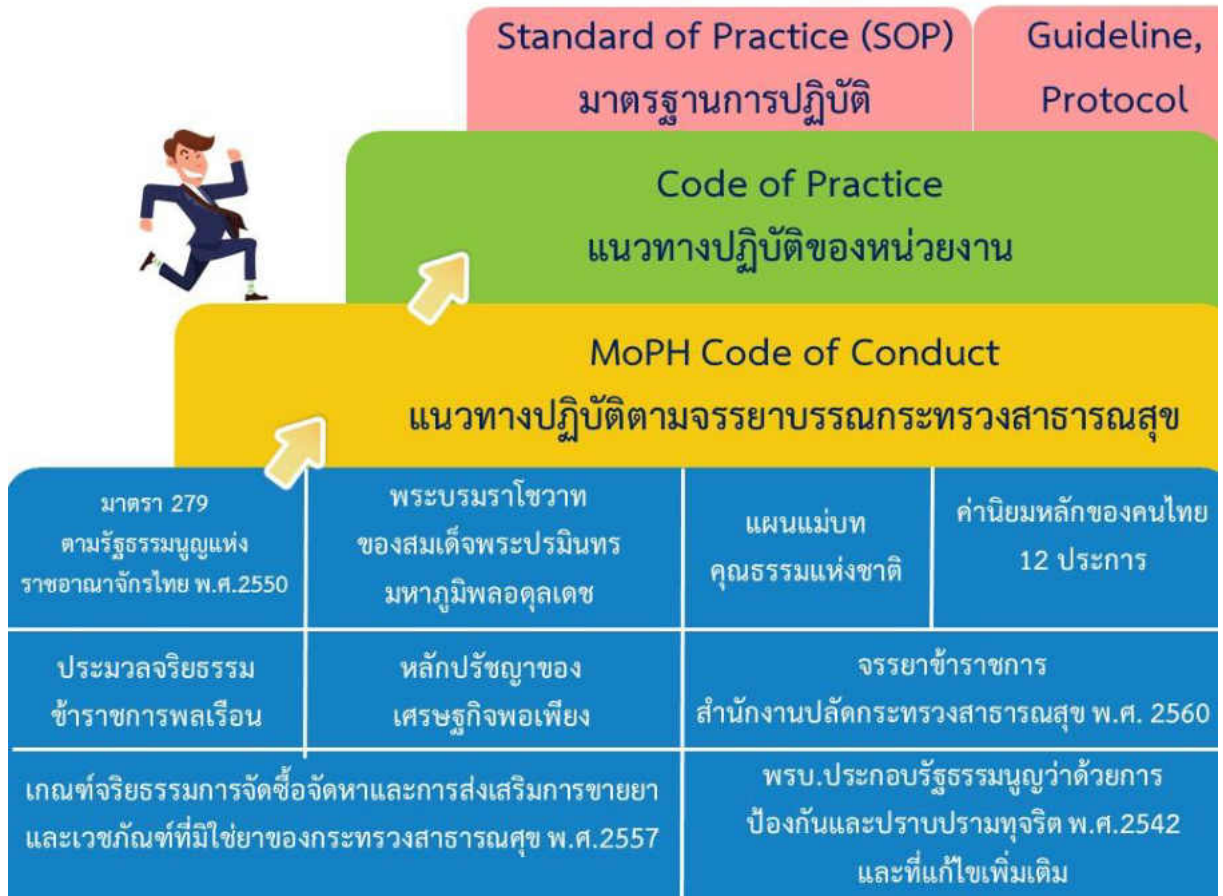 Standard of Practice (SOP)
มาตรฐานการปฏิบัติ
Guideline,
Protocol
Code of Practice
แนวทางปฏิบัติของหน่วยงาน
MoPH Code of Conduct
แนวทางปฏิบัติตามจรรยาบรรณกระทรวงสาธารณสุข
มาตรา 279
ตามรัฐธรรมนูญแห่ง
ราชอาณาจักรไทย พ.ศ.2550
พระบรมราโชวาท
ของสมเด็จพระปรมินทร
มหาภูมิพลอดุลเดช
แผนแม่บท
คุณธรรมแห่งชาติ
ค่านิยมหลักของคนไทย
12 ประการ
ประมวลจริยธรรม
ข้าราชการพลเรือน
หลักปรัชญาของ
เศรษฐกิจพอเพียง
จรรยาข้าราชการ
สำนักงานปลัดกระทรวงสาธารณสุข พ.ศ. 2560
เกณฑ์จริยธรรมการจัดซื้อจัดหาและการส่งเสริมการขายยา
และเวชภัณฑ์ที่มิใช่ยาของกระทรวงสาธารณศุข พ.ศ.2557
พรบ.ประกอบรัฐธรรมนูญว่าด้วยการ
ป้องกันและปราบปรามทุจริต พ.ศ.2542
และที่แก้ไขเพิ่มเติม